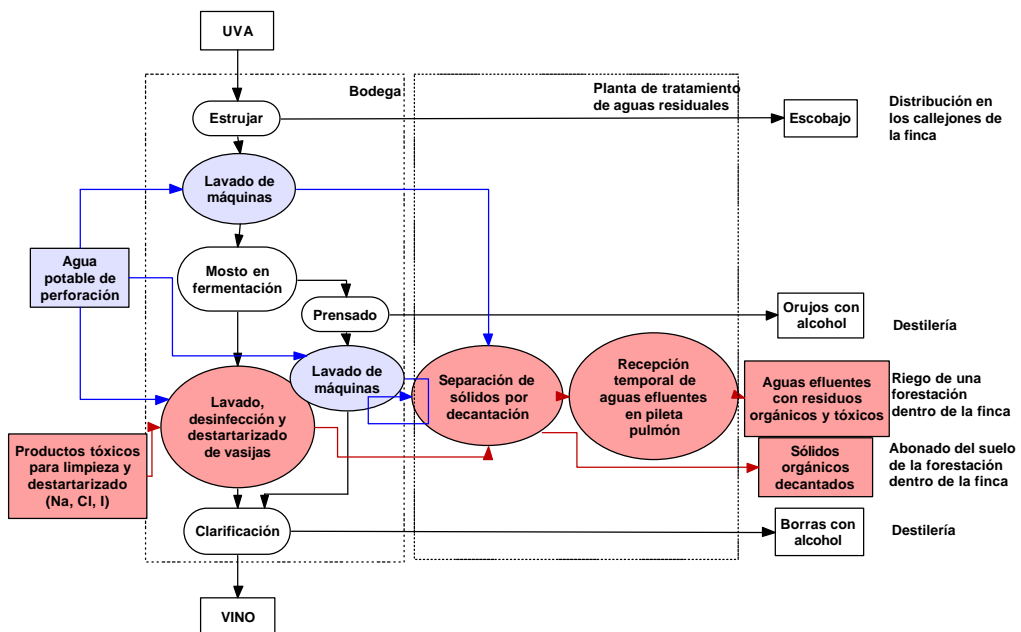 UVA
Bodega
Planta de tratamiento
de aguas residuales
Estrujar
Escobajo
Distribución en
los callejones de
la finca
Lavado de
máquinas
Agua
potable de
perforación
Mosto en
fermentación
Prensado
Orujos con
alcohol
Destilería
Lavado de
máquinas
Separación de
sólidos por
decantación
Recepción
temporal de
aguas efluentes
en pileta
pulmón
Aguas efluentes
con residuos
orgánicos y tóxicos
Riego de una
forestación
dentro de la finca
Lavado,
desinfección y
destartarizado
de vasijas
Productos tóxicos
para limpieza y
destartarizado
(Na, Cl, I)
Sólidos
orgánicos
decantados
Abonado del suelo
de la forestación
dentro de la finca
Clarificación
Borras con
alcohol
Destilería
VINO